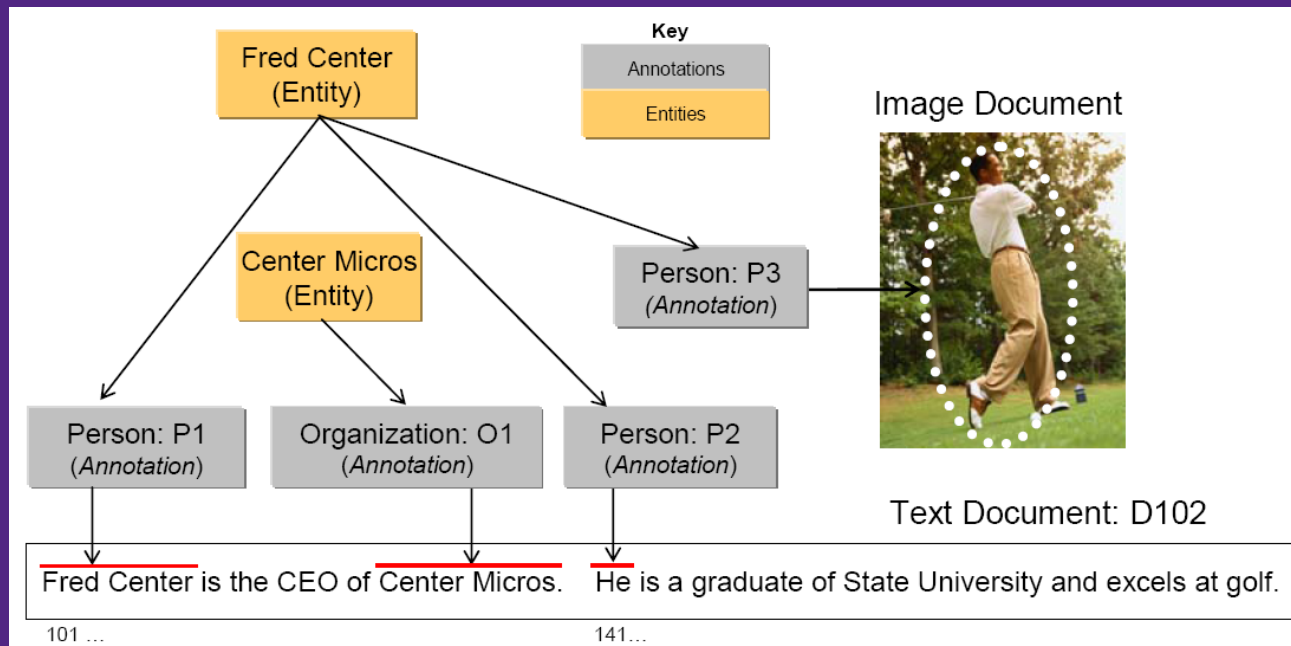 Key
Annotations
Entities
Fred Center
(Entity)
Image Document
Center Micros
(Entity)
Person: P3
(Annotation)
Person: P1
(Annotation)
Organization: O1
(Annotation)
Person: P2
(Annotation)
Text Document: D102
Fred Center is the CEO of Center Micros. He is a graduate of State University and excels at golf.
101 ...
141...